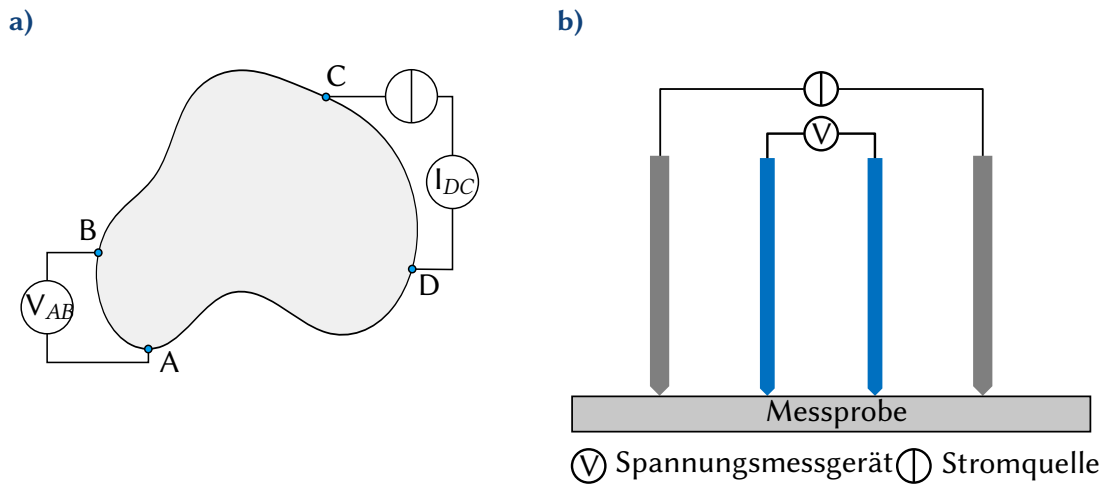 a)
C
I_DC
B
V_AB
D
A
b)
V
Messprobe
V Spannungsmessgerät Stromquelle